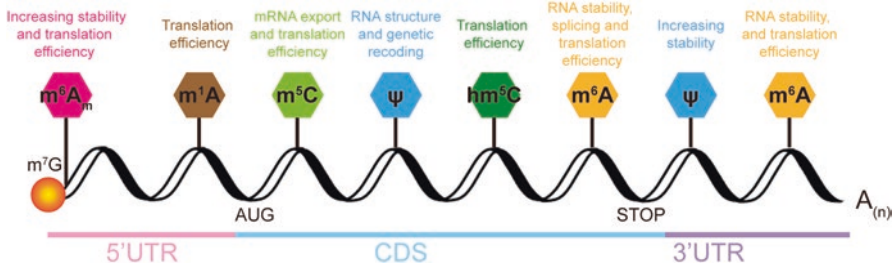 Increasing stability
and translation
efficiency
Translation
efficiency
mRNA export
and translation
efficiency
RNA structure
and genetic
recoding
Translation
efficiency
RNA stability,
splicing and
translation
efficiency
Increasing
stability
RNA stability,
and translation
efficiency
m⁶Aₘ
m¹A
m⁵C
ψ
hm⁵C
m⁶A
ψ
m⁶A
m⁷G
AUG
STOP
A₍ₙ₎
5'UTR
CDS
3'UTR